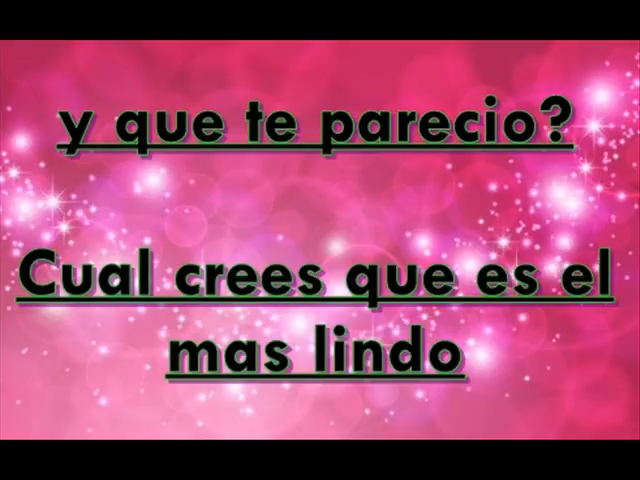 y que te parecio?
Cual crees que es el
mas lindo